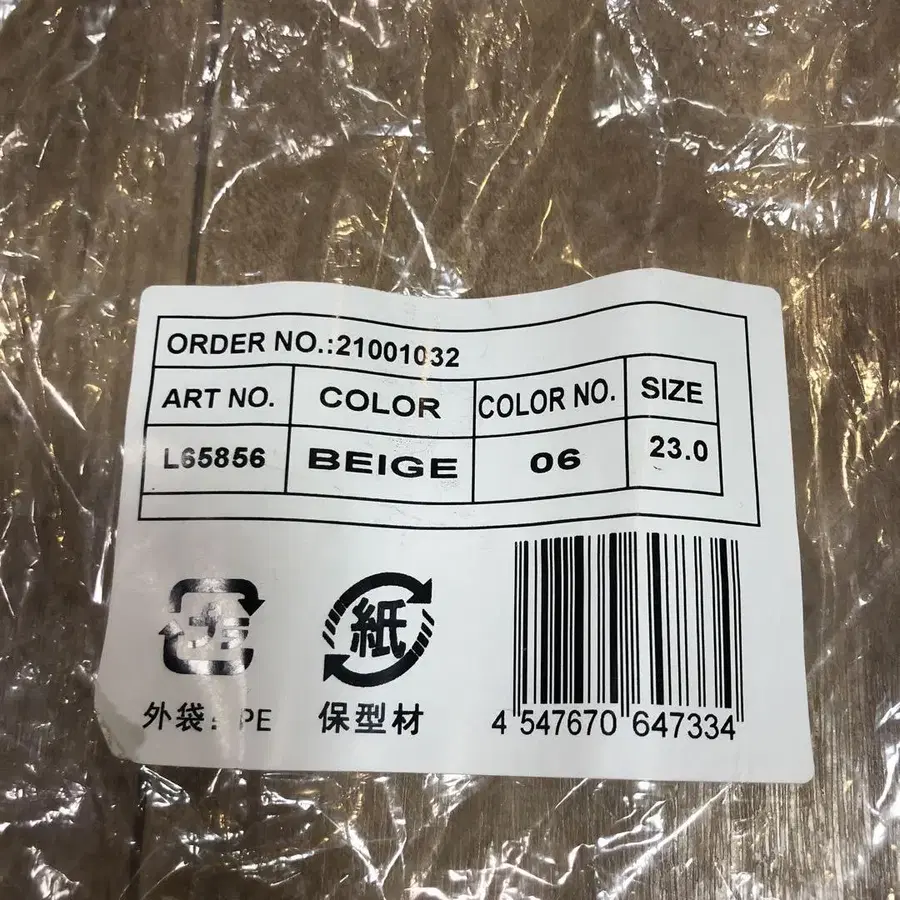 ORDER NO.:21001032
ART NO. COLOR COLOR NO. SIZE
L65856 BEIGE 06 23.0
プラ 紙
外袋:PE 保型材
4 547670 647334